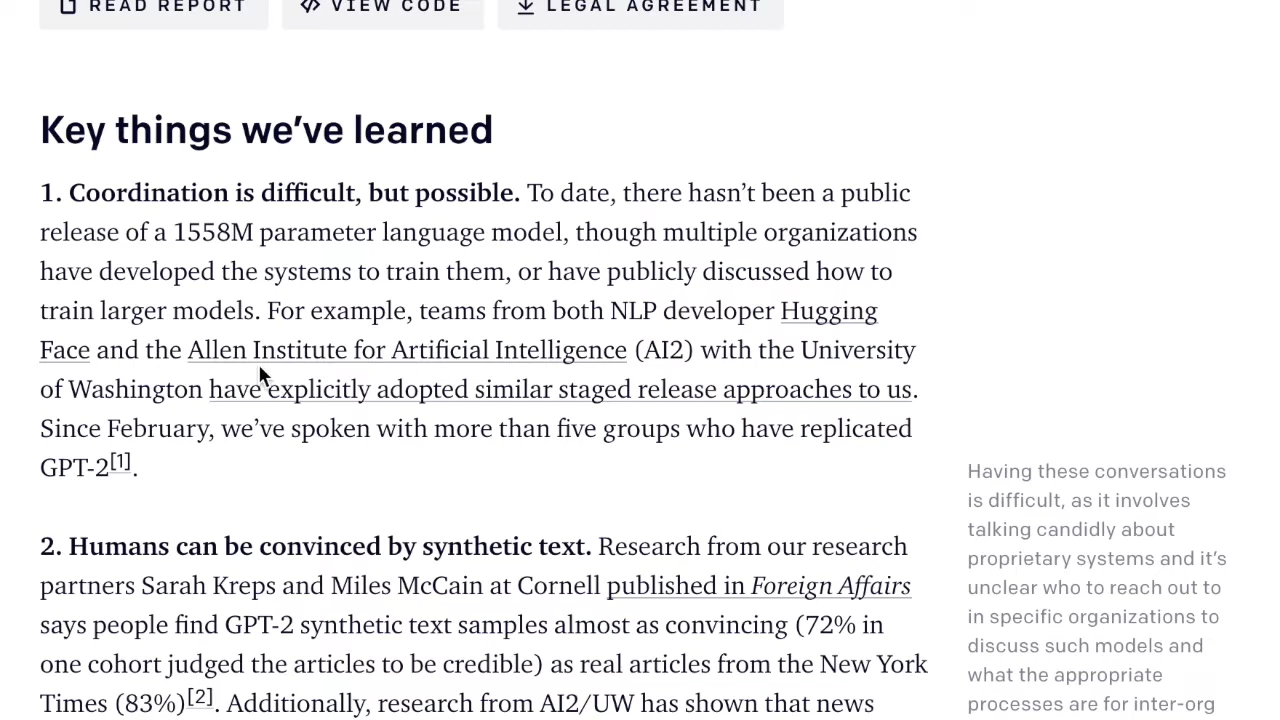 READ REPORT
VIEW CODE
LEGAL AGREEMENT
Key things we’ve learned
1. Coordination is difficult, but possible. To date, there hasn’t been a public
release of a 1558M parameter language model, though multiple organizations
have developed the systems to train them, or have publicly discussed how to
train larger models. For example, teams from both NLP developer Hugging
Face and the Allen Institute for Artificial Intelligence (AI2) with the University
of Washington have explicitly adopted similar staged release approaches to us.
Since February, we’ve spoken with more than five groups who have replicated
GPT-2[1].
2. Humans can be convinced by synthetic text. Research from our research
partners Sarah Kreps and Miles McCain at Cornell published in Foreign Affairs
says people find GPT-2 synthetic text samples almost as convincing (72% in
one cohort judged the articles to be credible) as real articles from the New York
Times (83%)[2]. Additionally, research from AI2/UW has shown that news
Having these conversations
is difficult, as it involves
talking candidly about
proprietary systems and it’s
unclear who to reach out to
in specific organizations to
discuss such models and
what the appropriate
processes are for inter-org